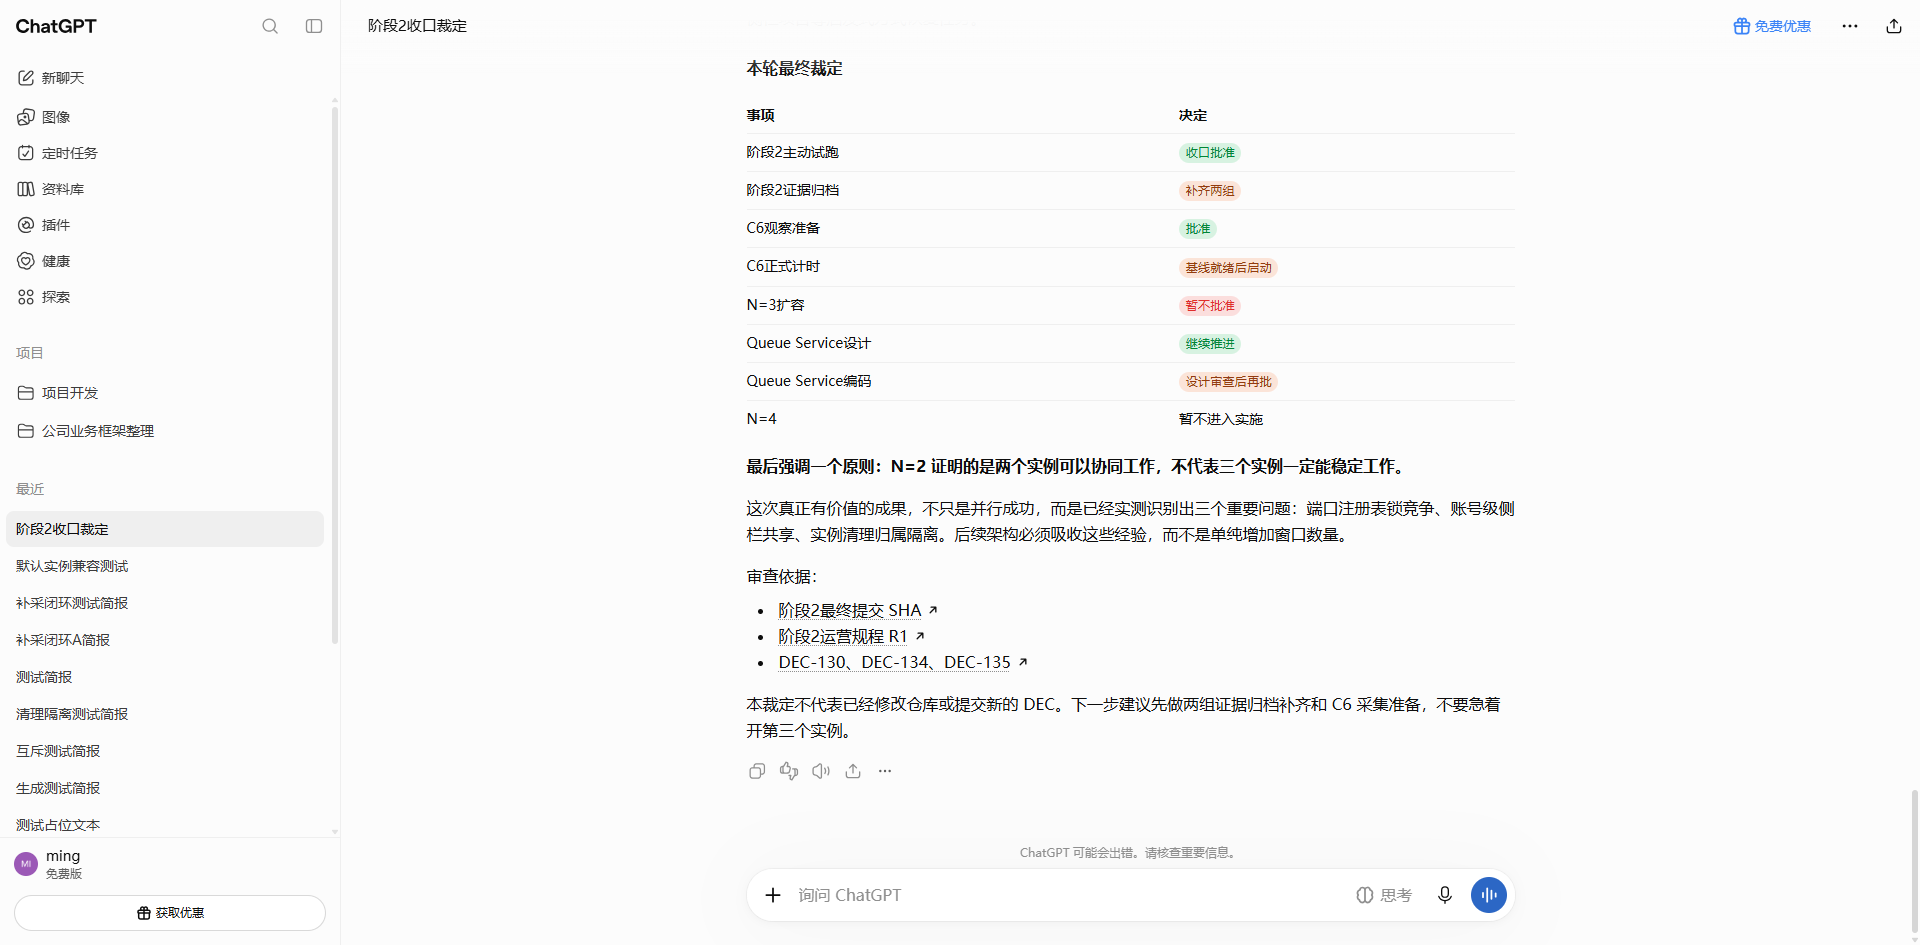 ChatGPT
新聊天
图像
定时任务
资料库
插件
健康
探索
项目
项目开发
公司业务框架整理
最近
阶段2收口裁定
默认实例兼容测试
补采闭环测试简报
补采闭环A简报
测试简报
清理隔离测试简报
互斥测试简报
生成测试简报
测试占位文本
MI
ming
免费版
获取优惠
阶段2收口裁定
免费优惠
本轮最终裁定
事项 决定
阶段2主动试跑 收口批准
阶段2证据归档 补齐两组
C6观察准备 批准
C6正式计时 基线就绪后启动
N=3扩容 暂不批准
Queue Service设计 继续推进
Queue Service编码 设计审查后再批
N=4 暂不进入实施
最后强调一个原则：N=2 证明的是两个实例可以协同工作，不代表三个实例一定能稳定工作。
这次真正有价值的成果，不只是并行成功，而是已经实测识别出三个重要问题：端口注册表锁竞争、账号级侧
栏共享、实例清理归属隔离。后续架构必须吸收这些经验，而不是单纯增加窗口数量。
审查依据：
• 阶段2最终提交 SHA ↗
• 阶段2运营规程 R1 ↗
• DEC-130、DEC-134、DEC-135 ↗
本裁定不代表已经修改仓库或提交新的 DEC。下一步建议先做两组证据归档补齐和 C6 采集准备，不要急着
开第三个实例。
ChatGPT 可能会出错。请核查重要信息。
询问 ChatGPT
思考